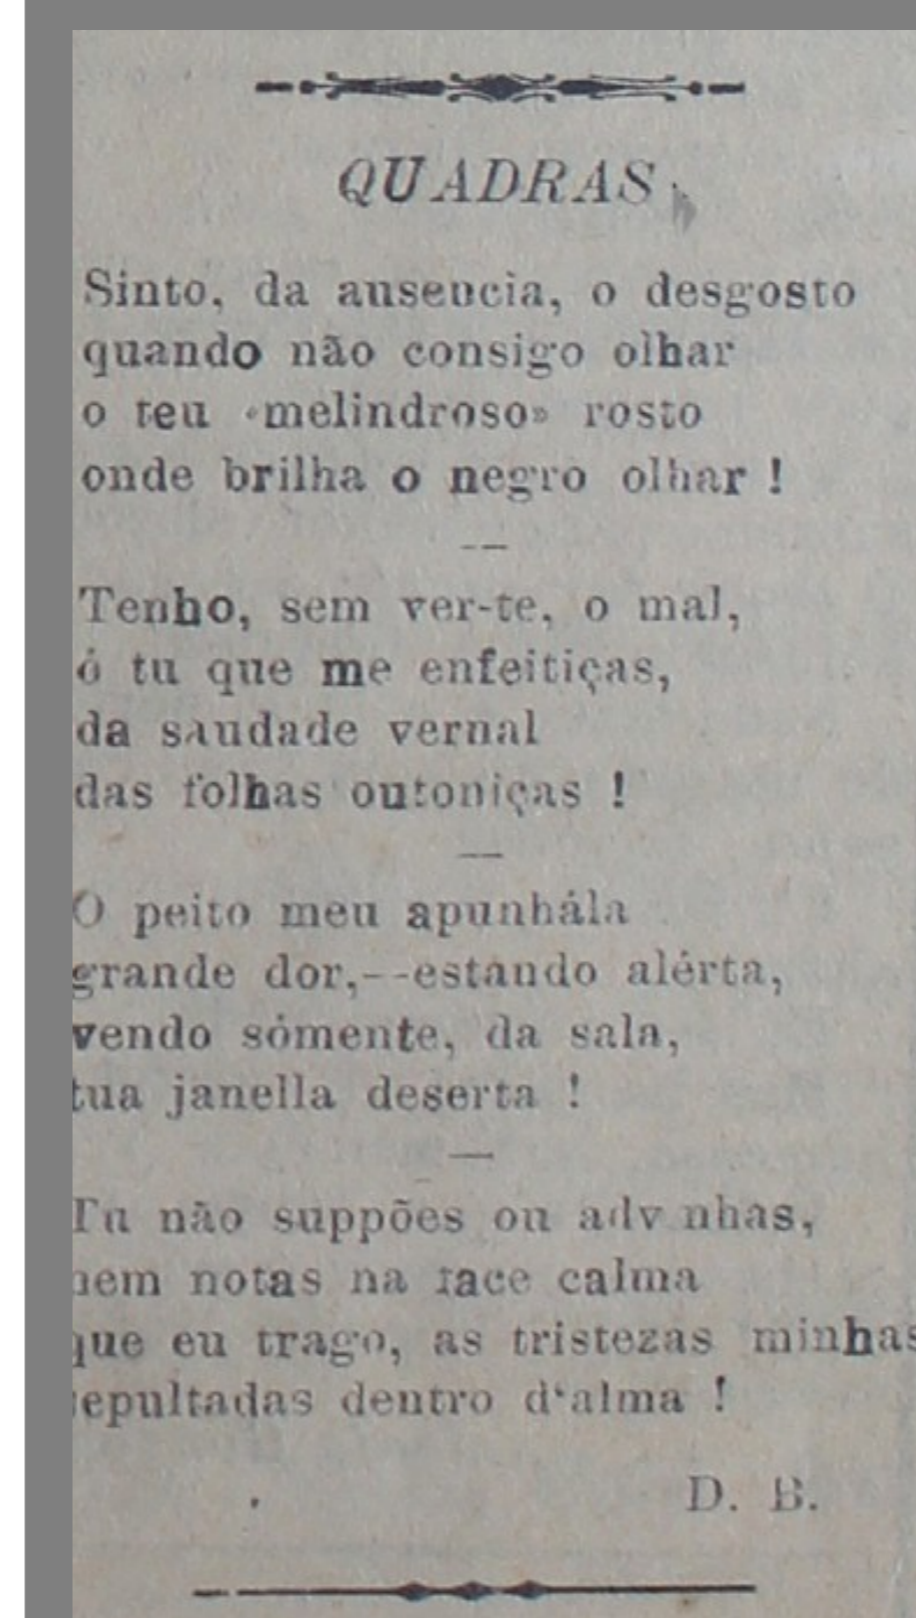 QUADRAS
Sinto, da ausencia, o desgosto
quando não consigo olhar
o teu «melindroso» rosto
onde brilha o negro olhar !
Tenho, sem ver-te, o mal,
ó tu que me enfeitiças,
da saudade vernal
das folhas outoniças !
O peito meu apunhála
grande dor,--estando alérta,
vendo sómente, da sala,
tua janella deserta !
Tu não suppões ou adv nhas,
nem notas na face calma
que eu trago, as tristezas minhas
sepultadas dentro d‘alma !
D. B.